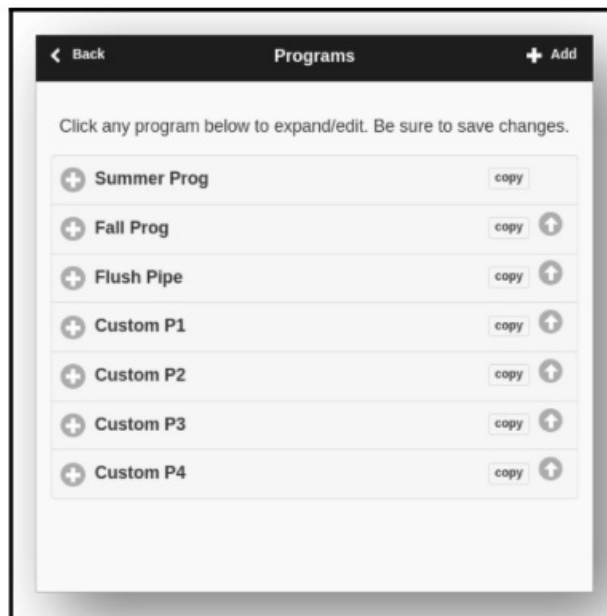 Back Programs Add
Click any program below to expand/edit. Be sure to save changes.
Summer Prog copy
Fall Prog copy
Flush Pipe copy
Custom P1 copy
Custom P2 copy
Custom P3 copy
Custom P4 copy